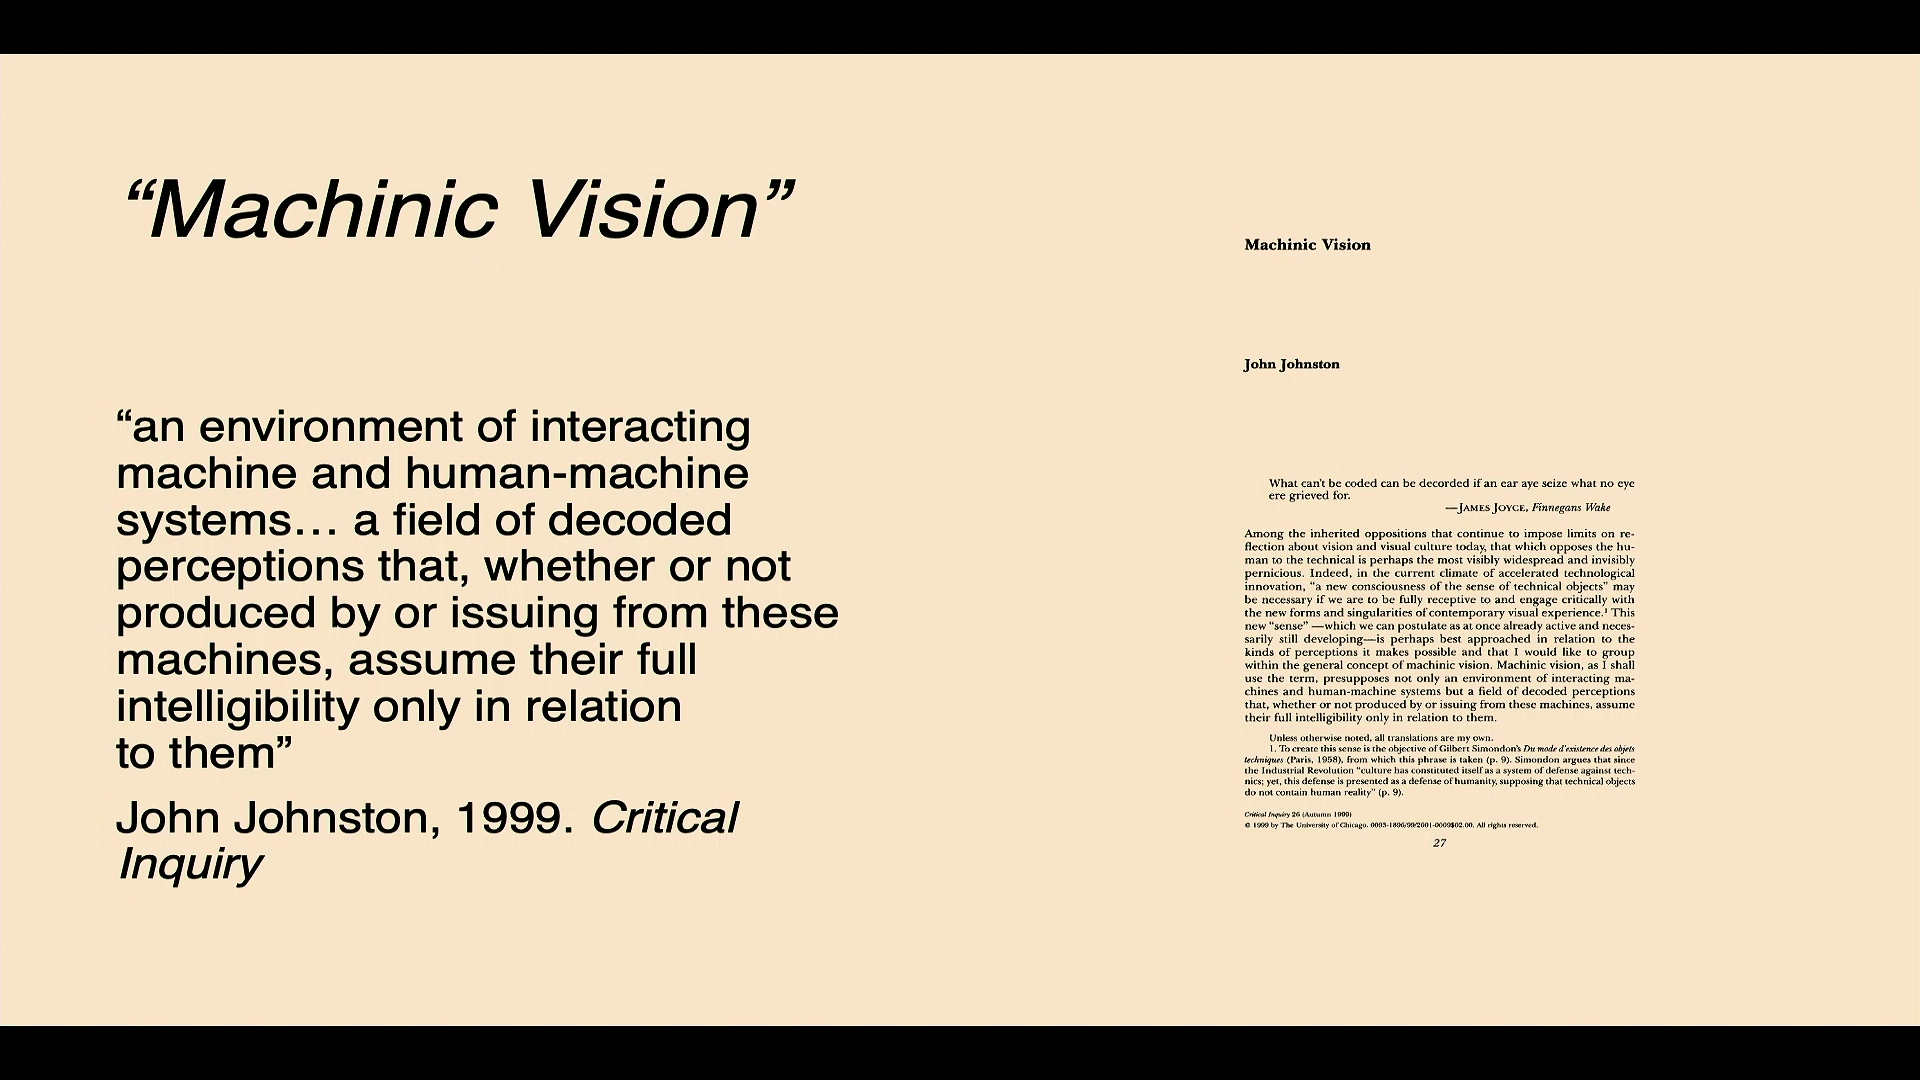 “Machinic Vision”
“an environment of interacting
machine and human-machine
systems… a field of decoded
perceptions that, whether or not
produced by or issuing from these
machines, assume their full
intelligibility only in relation
to them”
John Johnston, 1999. Critical
Inquiry
Machinic Vision
John Johnston
What can't be coded can be decorded if an ear aye seize what no eye
ere grieved for.
—JAMES JOYCE, Finnegans Wake
Among the inherited oppositions that continue to impose limits on re-
flection about vision and visual culture today, that which opposes the hu-
man to the technical is perhaps the most visibly widespread and invisibly
pernicious. Indeed, in the current climate of accelerated technological
innovation, “a new consciousness of the sense of technical objects” may
be necessary if we are to be fully receptive to and engage critically with
the new forms and singularities of contemporary visual experience.¹ This
new “sense” —which we can postulate as at once already active and neces-
sarily still developing—is perhaps best approached in relation to the
kinds of perceptions it makes possible and that I would like to group
within the general concept of machinic vision. Machinic vision, as I shall
use the term, presupposes not only an environment of interacting ma-
chines and human-machine systems but a field of decoded perceptions
that, whether or not produced by or issuing from these machines, assume
their full intelligibility only in relation to them.
Unless otherwise noted, all translations are my own.
1. To create this sense is the objective of Gilbert Simondon's Du mode d'existence des objets
techniques (Paris, 1958), from which this phrase is taken (p. 9). Simondon argues that since
the Industrial Revolution “culture has constituted itself as a system of defense against tech-
nics; yet, this defense is presented as a defense of humanity, supposing that technical objects
do not contain human reality” (p. 9).
Critical Inquiry 26 (Autumn 1999)
© 1999 by The University of Chicago. 0093-1896/99/2601-0009$02.00. All rights reserved.
27